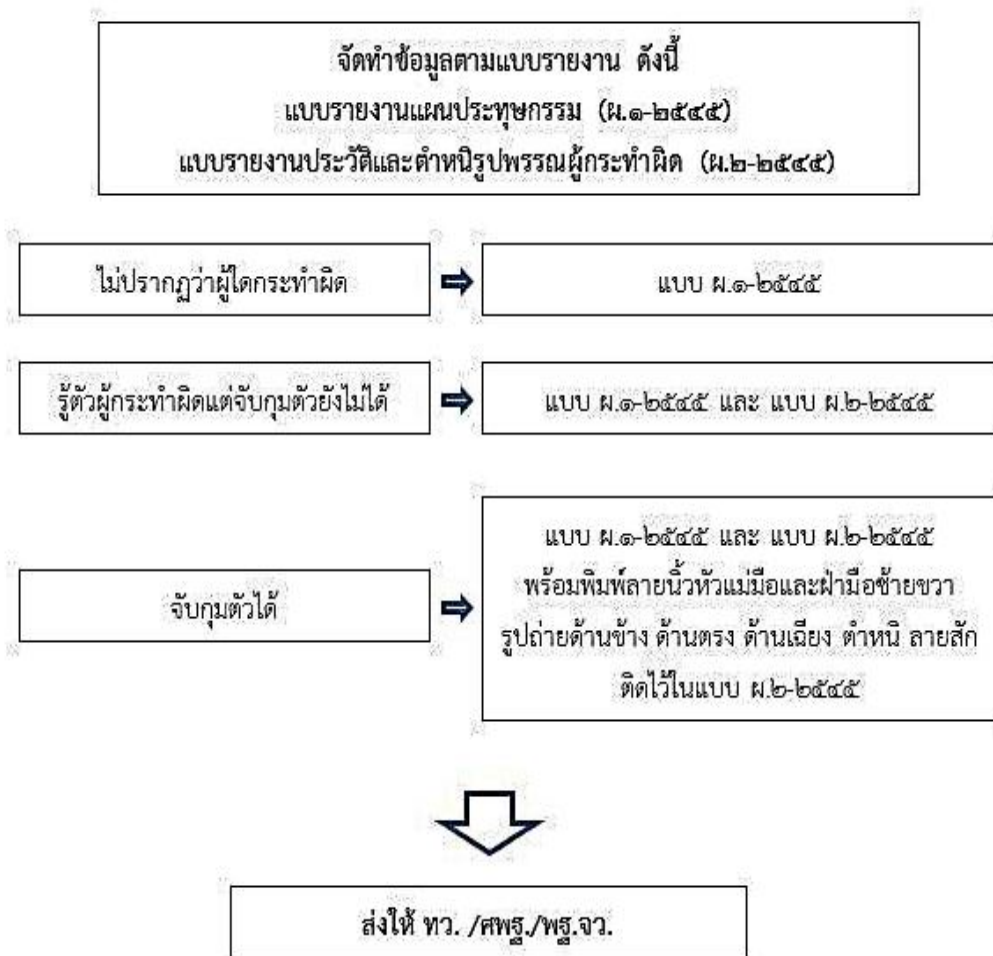 จัดทำข้อมูลตามแบบรายงาน ดังนี้
แบบรายงานแผนประทุษกรรม (ผ.๑-๒๕๔๕)
แบบรายงานประวัติและตำหนิรูปพรรณผู้กระทำผิด (ผ.๒-๒๕๔๕)
ไม่ปรากฏว่าผู้ใดกระทำผิด
แบบ ผ.๑-๒๕๔๕
รู้ตัวผู้กระทำผิดแต่จับกุมตัวยังไม่ได้
แบบ ผ.๑-๒๕๔๕ และ แบบ ผ.๒-๒๕๔๕
จับกุมตัวได้
แบบ ผ.๑-๒๕๔๕ และ แบบ ผ.๒-๒๕๔๕
พร้อมพิมพ์ลายนิ้วหัวแม่มือและฝ่ามือซ้ายขวา
รูปถ่ายด้านข้าง ด้านตรง ด้านเฉียง ตำหนิ ลายสัก
ติดไว้ในแบบ ผ.๒-๒๕๔๕
ส่งให้ ทว. /ศพฐ./พฐ.จว.